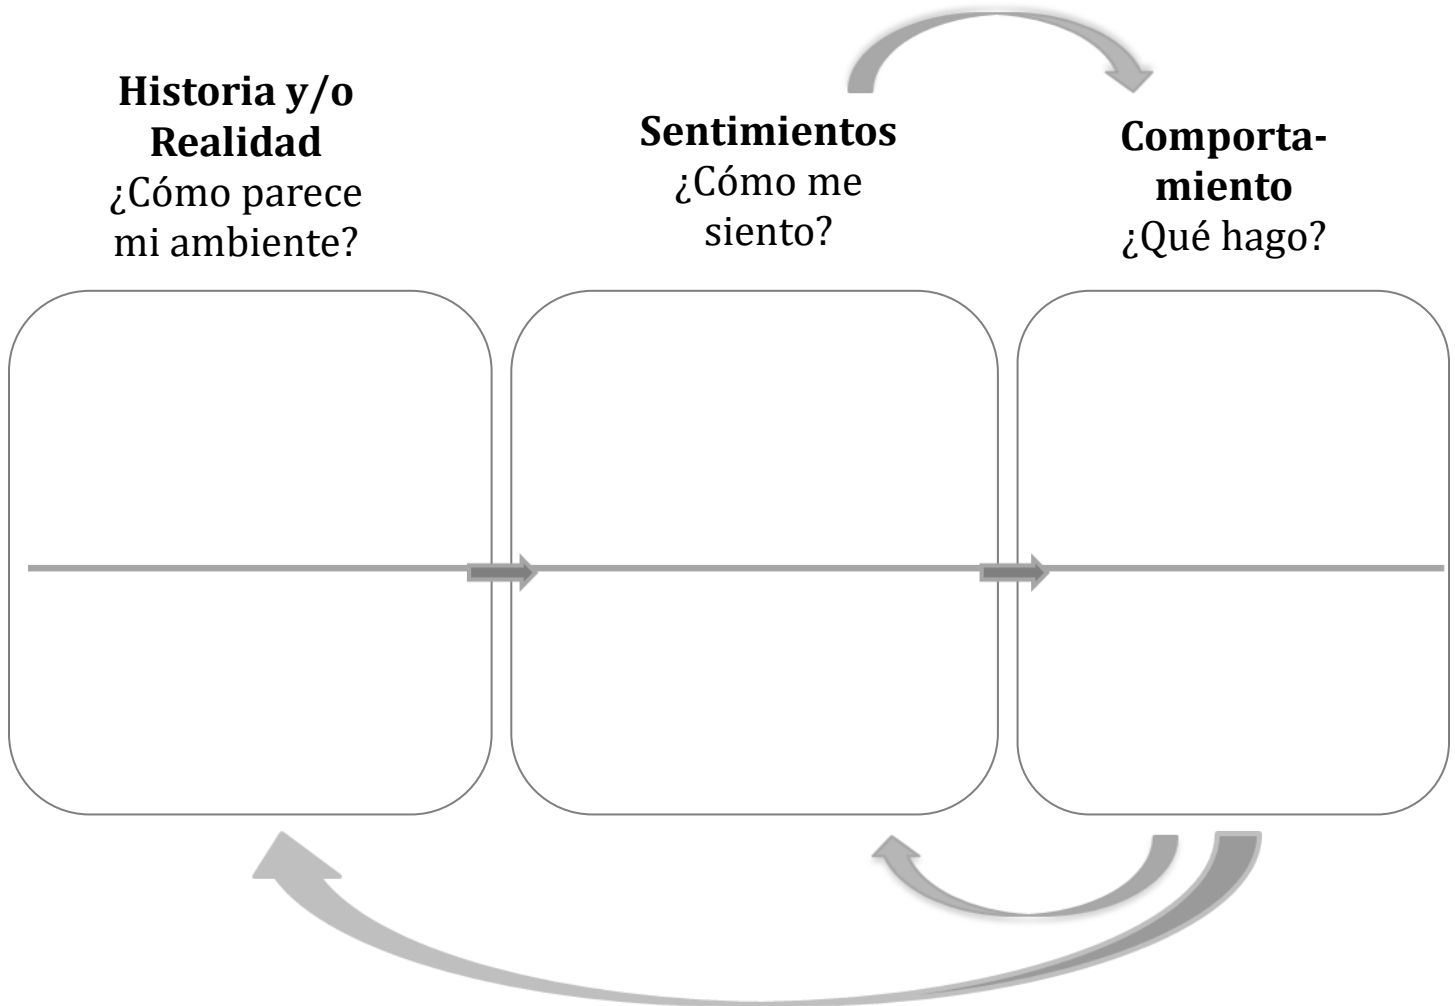 Historia y/o
Realidad
¿Cómo parece
mi ambiente?
Sentimientos
¿Cómo me
siento?
Comporta-
miento
¿Qué hago?